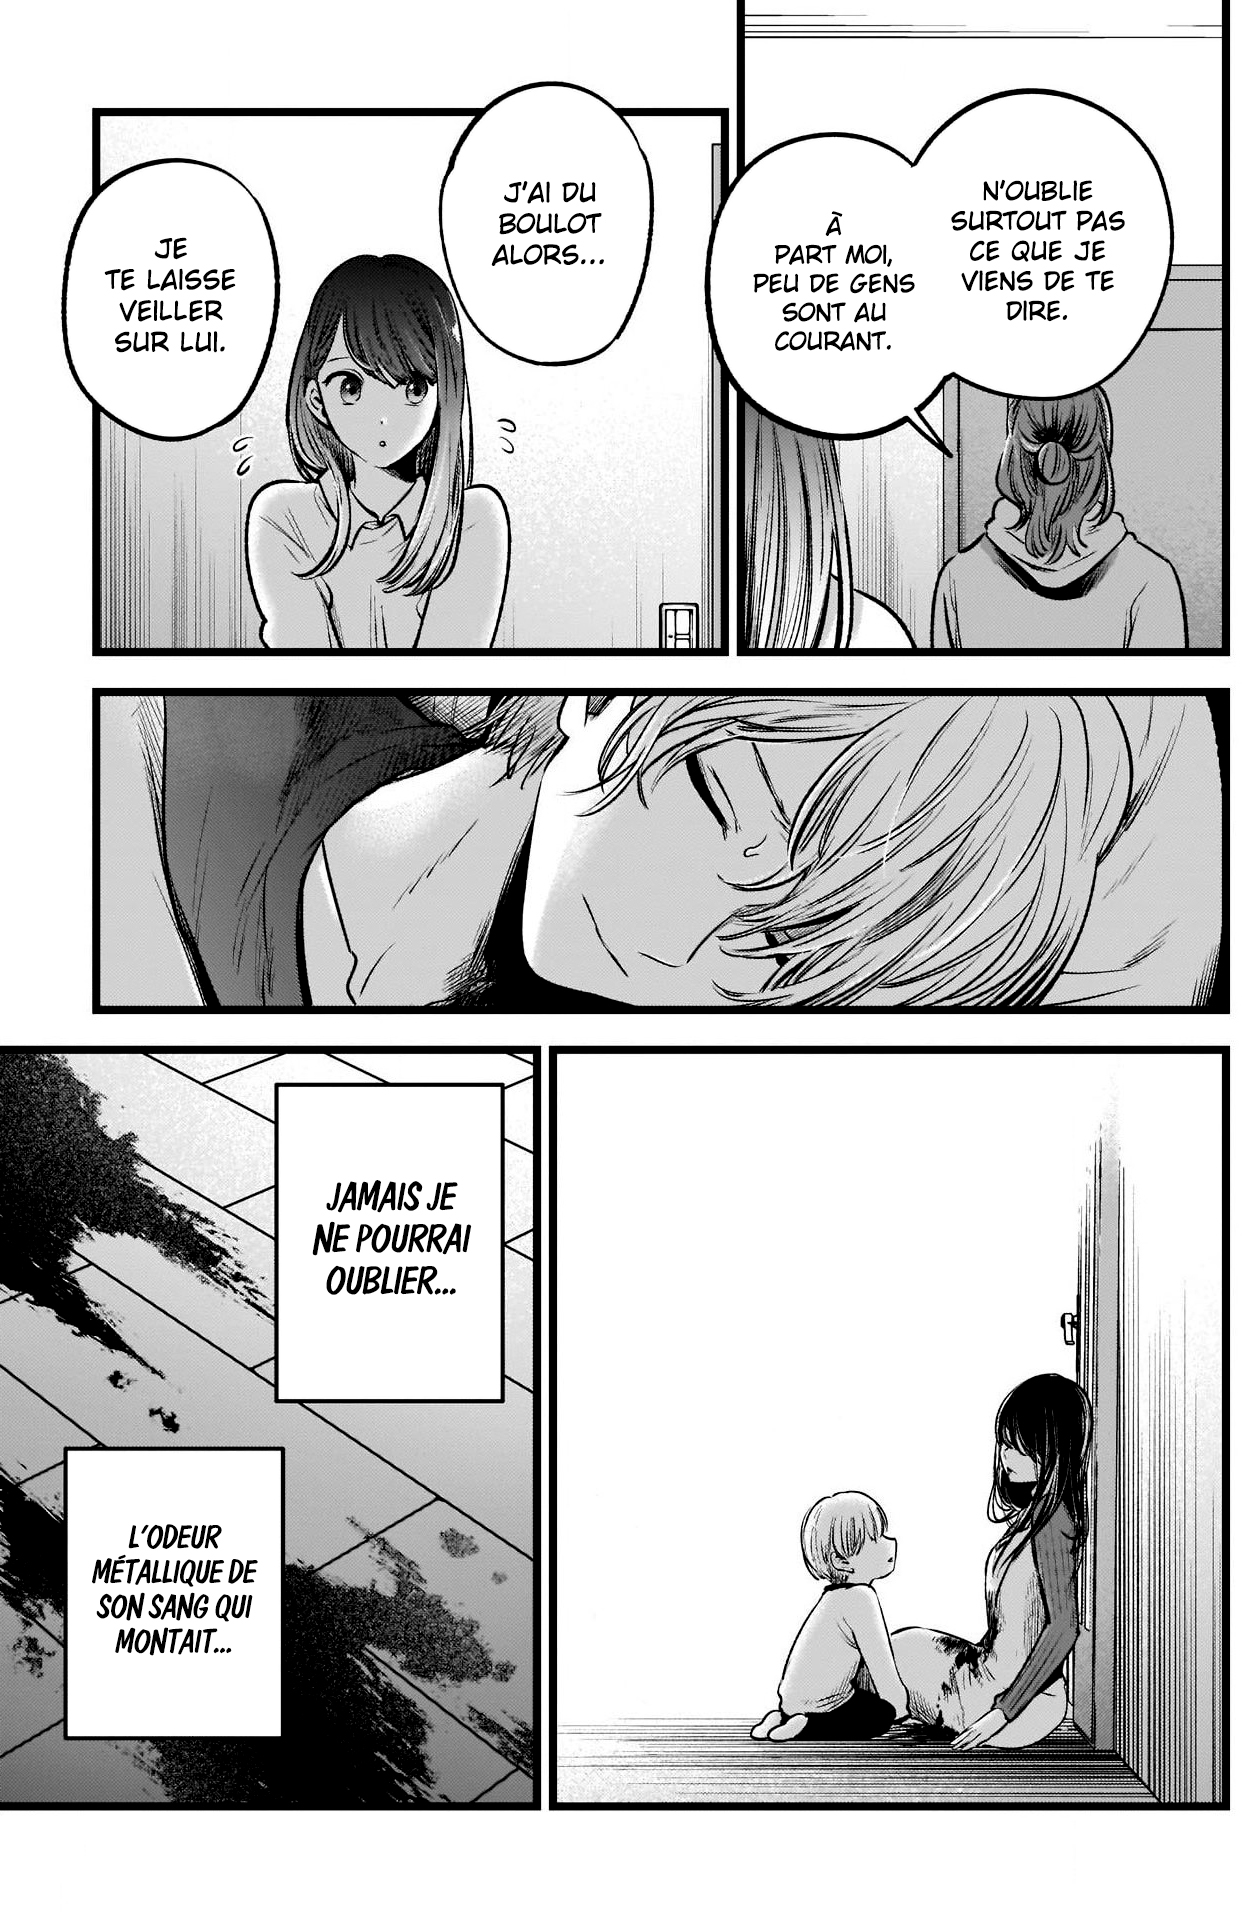 N'OUBLIE
SURTOUT PAS
CE QUE JE
VIENS DE TE
DIRE.
À
PART MOI,
PEU DE GENS
SONT AU
COURANT.
J'AI DU
BOULOT
ALORS...
JE
TE LAISSE
VEILLER
SUR LUI.
JAMAIS JE
NE POURRAI
OUBLIER...
L'ODEUR
MÉTALLIQUE DE
SON SANG QUI
MONTAIT...